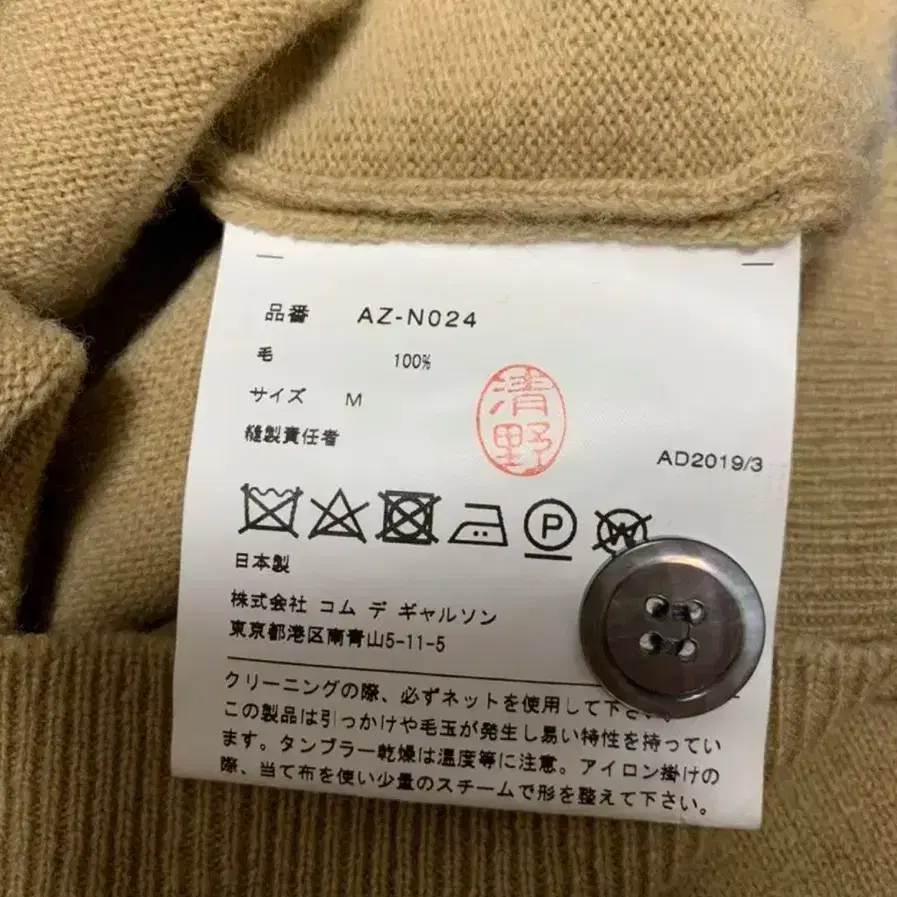 品番 AZ-N024
毛 100%
サイズ M
縫製責任者
清野
AD2019/3
P
W
日本製
株式会社 コム デ ギャルソン
東京都港区南青山5-11-5
クリーニングの際、必ずネットを使用して下さい。
この製品は引っかけや毛玉が発生し易い特性を持ってい
ます。タンブラー乾燥は温度等に注意。アイロン掛けの
際、当て布を使い少量のスチームで形を整えて下さい。